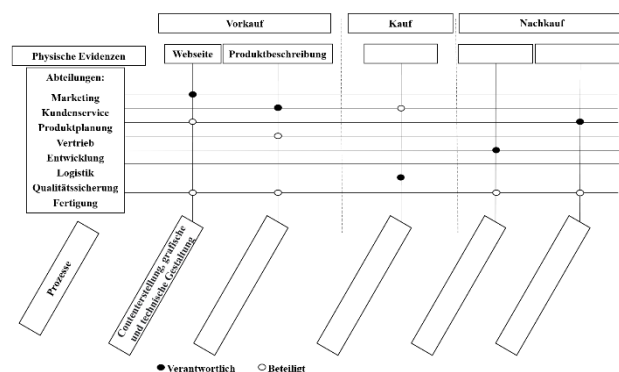 Vorkauf
Kauf
Nachkauf
Physische Evidenzen
Webseite
Produktbeschreibung
Abteilungen:
Marketing
Kundenservice
Produktplanung
Vertrieb
Entwicklung
Logistik
Qualitätssicherung
Fertigung
Prozesse
Contenterstellung, grafische
und technische Gestaltung
Verantwortlich
Beteiligt